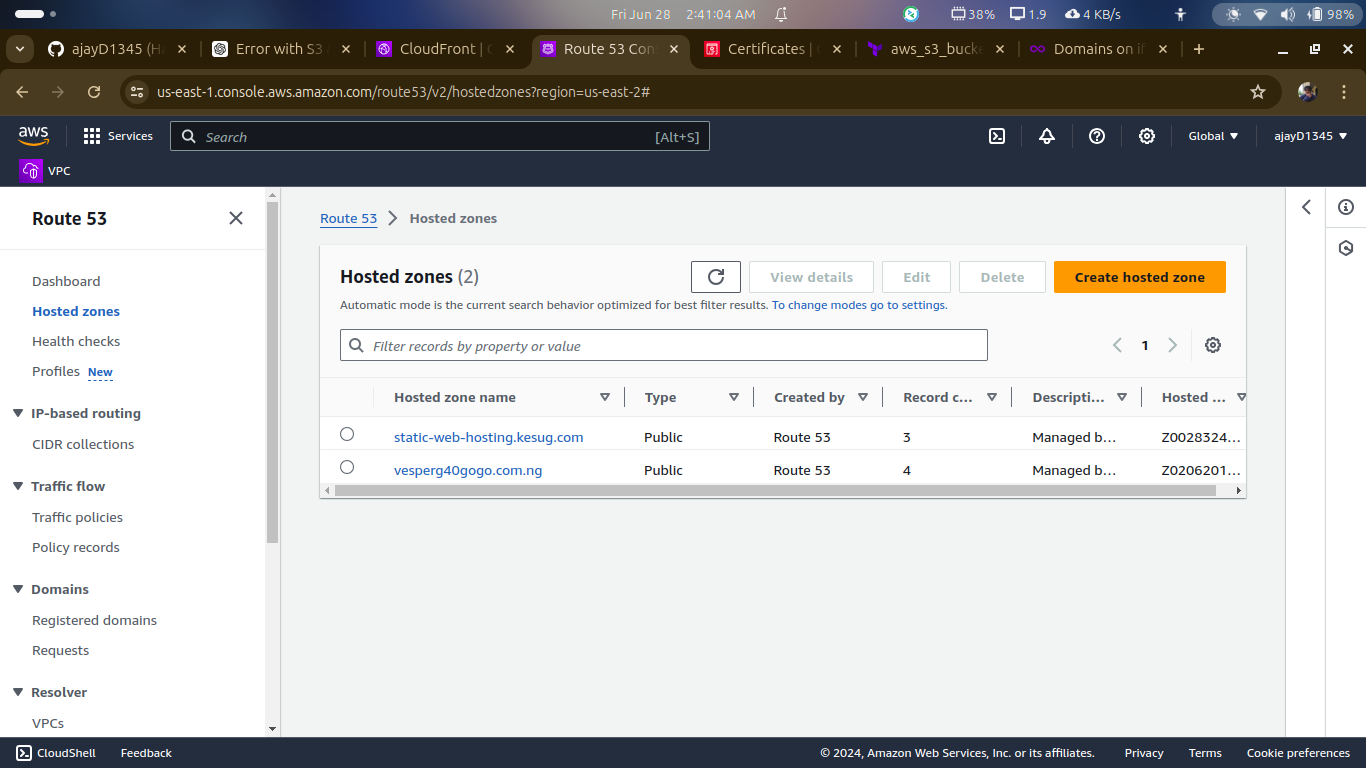 Fri Jun 28 2:41:04 AM 38% 1.9 4 KB/s 98%
ajayD1345 (Ha Error with S3 CloudFront | Route 53 Con Certificates | aws_s3_bucke Domains on if
us-east-1.console.aws.amazon.com/route53/v2/hostedzones?region=us-east-2#
aws Services Search [Alt+S] Global ajayD1345
VPC
Route 53
Dashboard
Hosted zones
Health checks
Profiles New
IP-based routing
CIDR collections
Traffic flow
Traffic policies
Policy records
Domains
Registered domains
Requests
Resolver
VPCs
Route 53 Hosted zones
Hosted zones (2) View details Edit Delete Create hosted zone
Automatic mode is the current search behavior optimized for best filter results. To change modes go to settings.
Filter records by property or value 1
Hosted zone name Type Created by Record c... Descripti... Hosted ...
static-web-hosting.kesug.com Public Route 53 3 Managed b... Z0028324...
vesperg40gogo.com.ng Public Route 53 4 Managed b... Z0206201...
CloudShell Feedback © 2024, Amazon Web Services, Inc. or its affiliates. Privacy Terms Cookie preferences